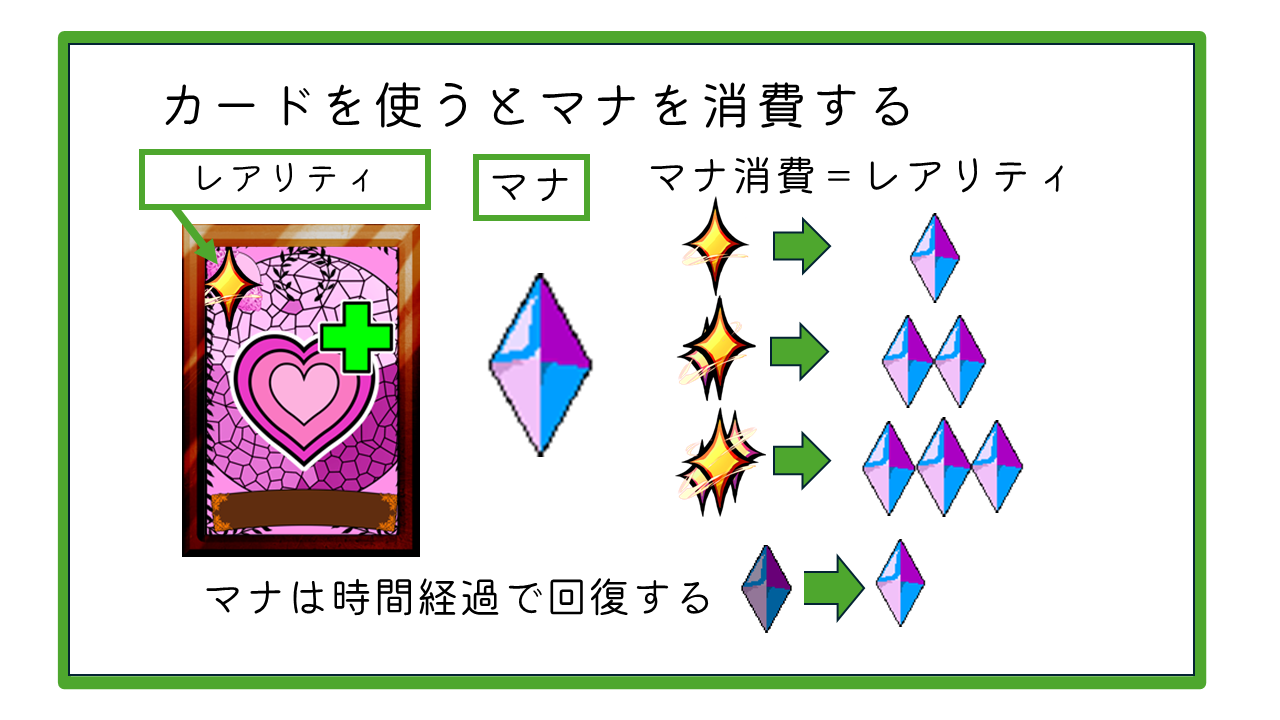 カードを使うとマナを消費する
レアリティ
マナ
マナ消費＝レアリティ
マナは時間経過で回復する